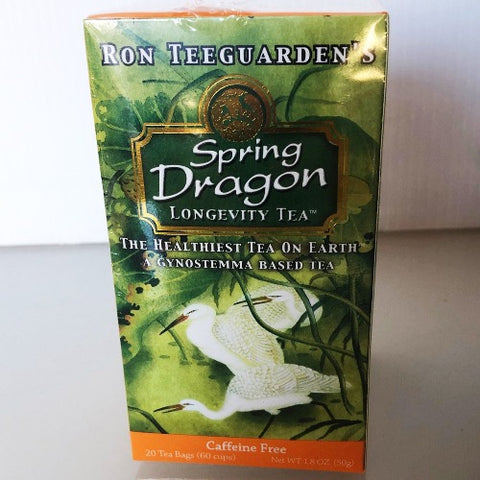 RON TEEGUARDEN'S
Spring
Dragon
LONGEVITY TEA™
THE HEALTHIEST TEA ON EARTH
A GYNOSTEMMA BASED TEA
Caffeine Free
20 Tea Bags (60 cups)
Net WT 1.8 OZ (50g)